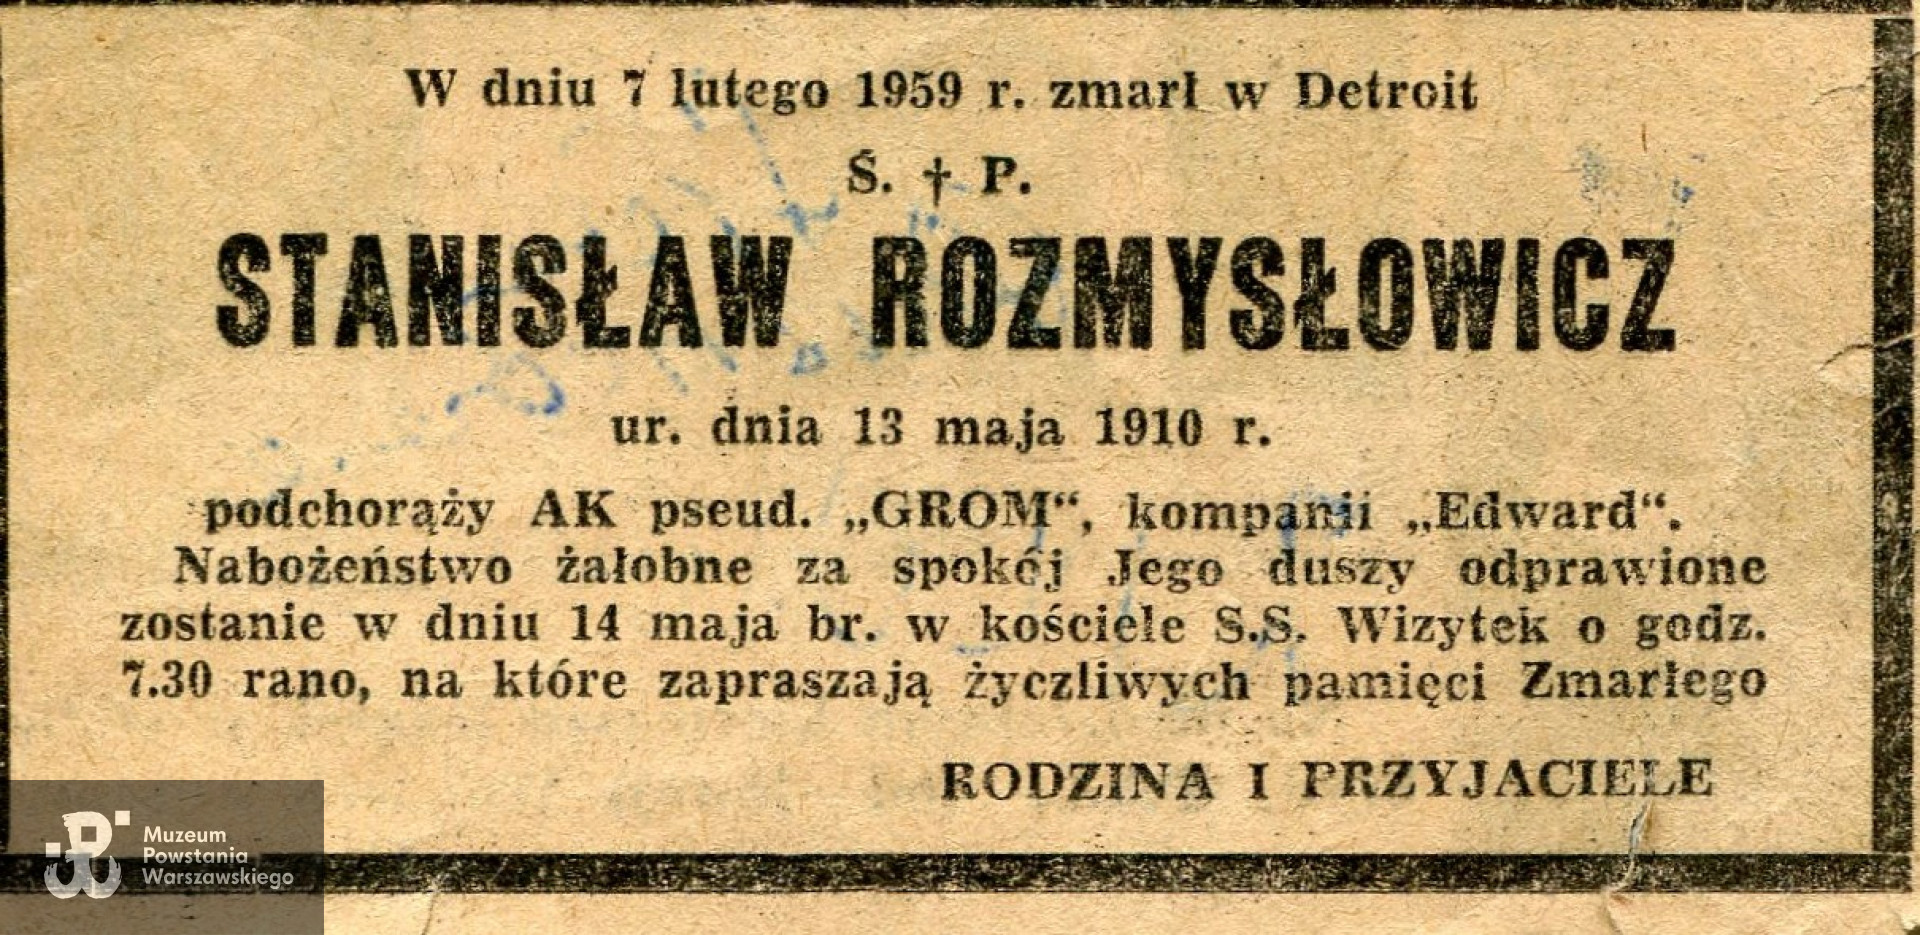 W dniu 7 lutego 1959 r. zmarł w Detroit
Ś. † P.
STANISŁAW ROZMYSŁOWICZ
ur. dnia 13 maja 1910 r.
podchorąży AK pseud. „GROM“, kompanii „Edward“.
Nabożeństwo żałobne za spokój Jego duszy odprawione
zostanie w dniu 14 maja br. w kościele S.S. Wizytek o godz.
7.30 rano, na które zapraszają życzliwych pamięci Zmarłego
RODZINA I PRZYJACIELE
Muzeum
Powstania
Warszawskiego